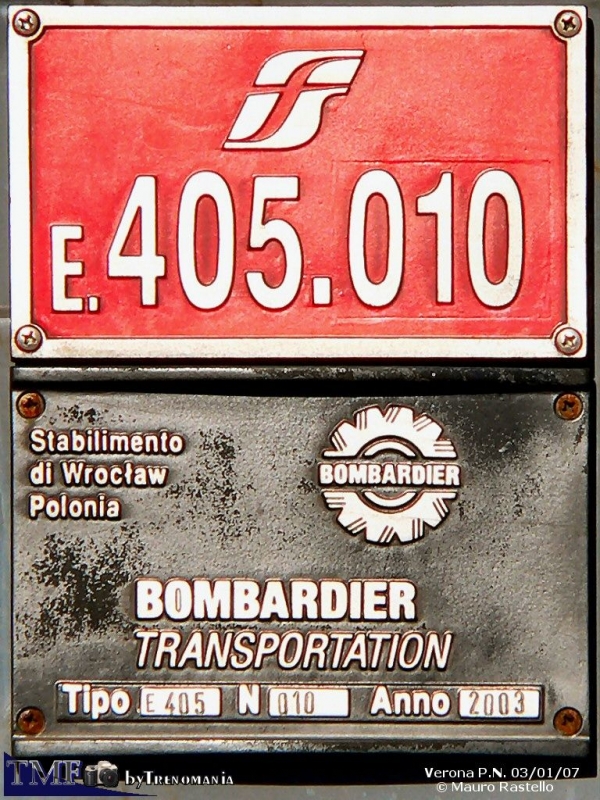 E.405.010
Stabilimento
di Wrocław
Polonia
BOMBARDIER
BOMBARDIER
TRANSPORTATION
Tipo E 405 N 010 Anno 2003
TMF byTRENOMANIA
Verona P.N. 03/01/07
© Mauro Rastello